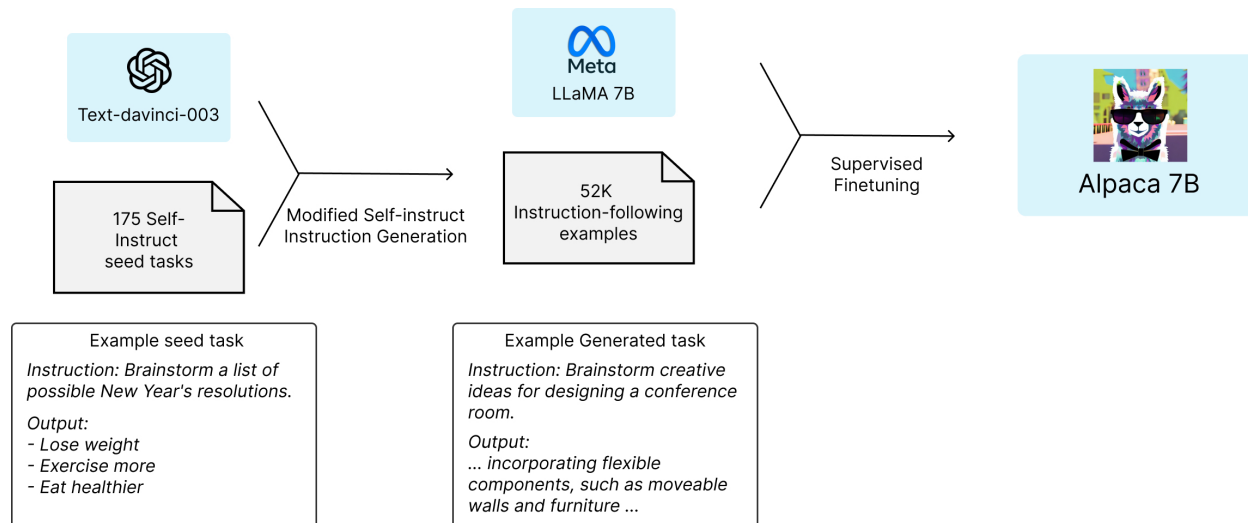 Text-davinci-003
175 Self-
Instruct
seed tasks
Modified Self-instruct
Instruction Generation
Meta
LLaMA 7B
52K
Instruction-following
examples
Supervised
Finetuning
Alpaca 7B
Example seed task
Instruction: Brainstorm a list of
possible New Year's resolutions.
Output:
- Lose weight
- Exercise more
- Eat healthier
Example Generated task
Instruction: Brainstorm creative
ideas for designing a conference
room.
Output:
... incorporating flexible
components, such as moveable
walls and furniture ...